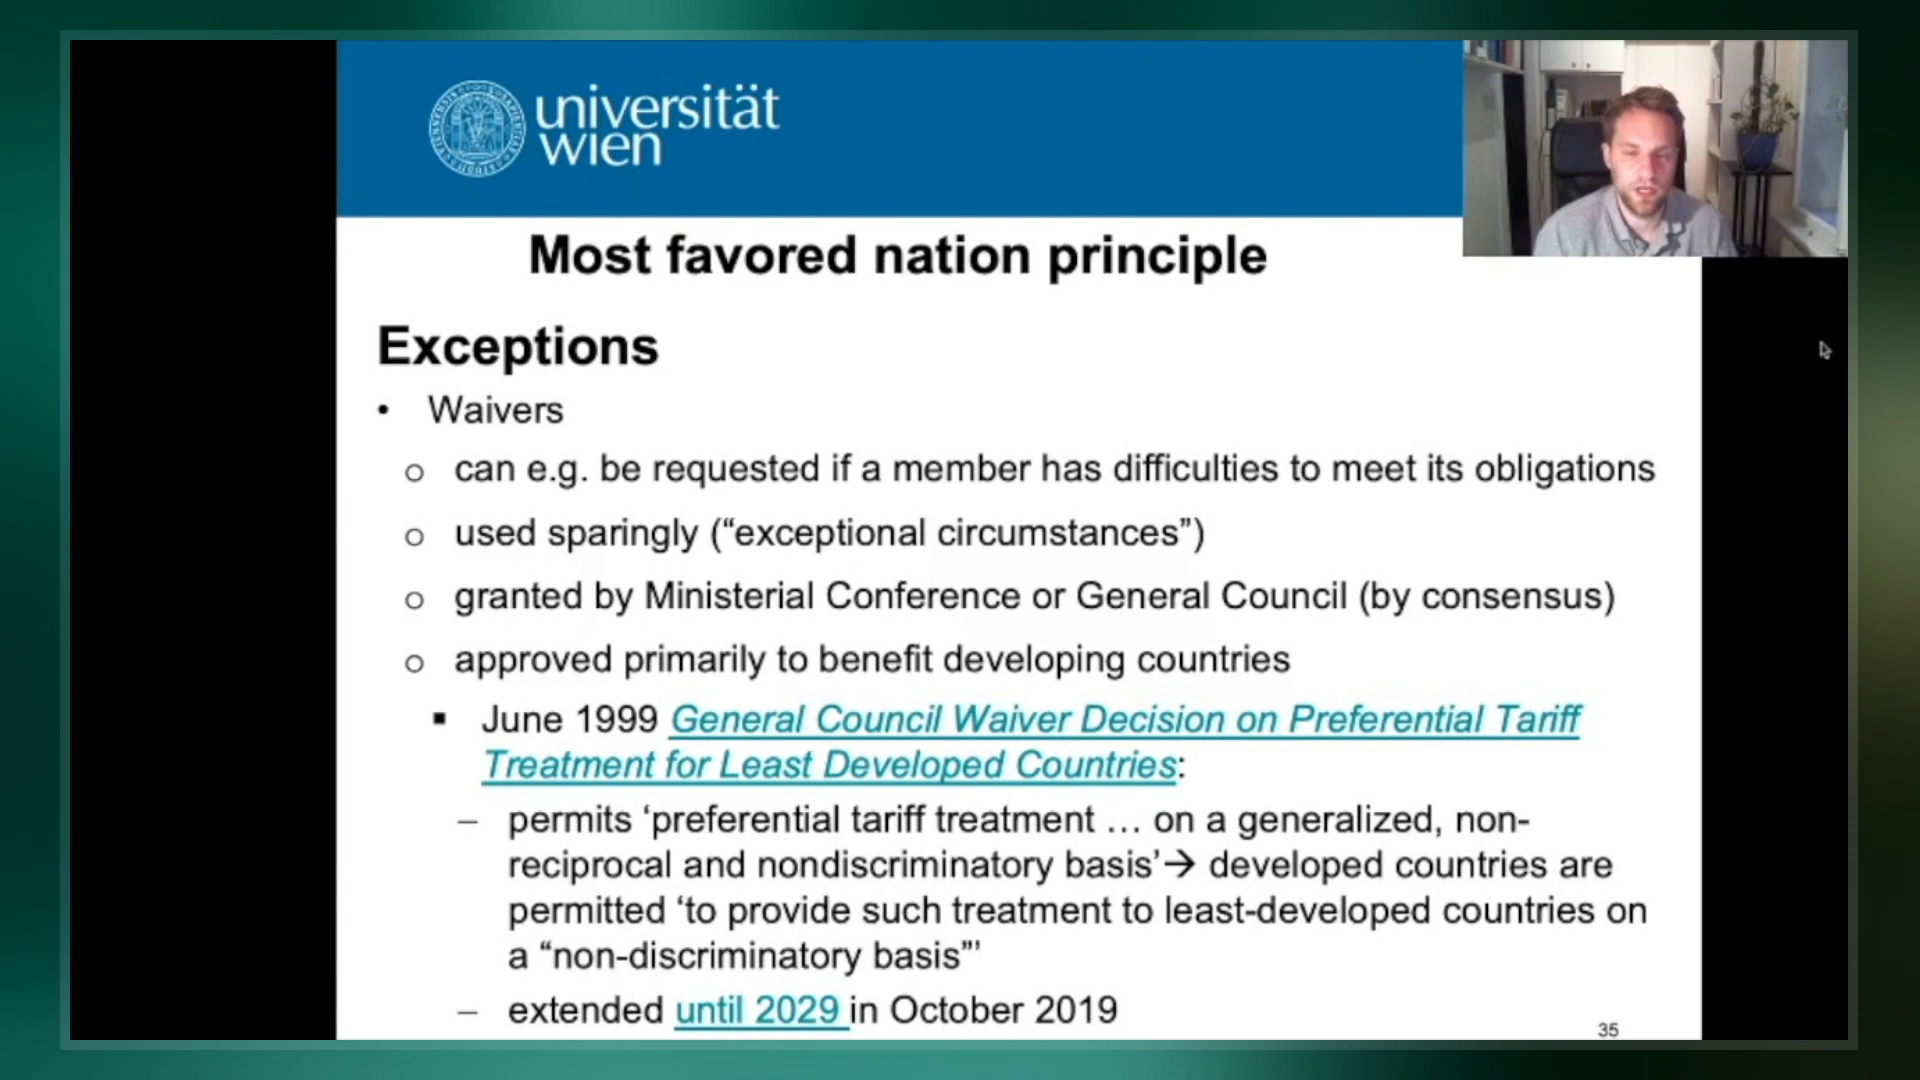 universität
wien
Most favored nation principle
Exceptions
• Waivers
o can e.g. be requested if a member has difficulties to meet its obligations
o used sparingly (“exceptional circumstances”)
o granted by Ministerial Conference or General Council (by consensus)
o approved primarily to benefit developing countries
▪ June 1999 General Council Waiver Decision on Preferential Tariff
Treatment for Least Developed Countries:
– permits ‘preferential tariff treatment … on a generalized, non-
reciprocal and nondiscriminatory basis’→ developed countries are
permitted ‘to provide such treatment to least-developed countries on
a “non-discriminatory basis”’
– extended until 2029 in October 2019
35